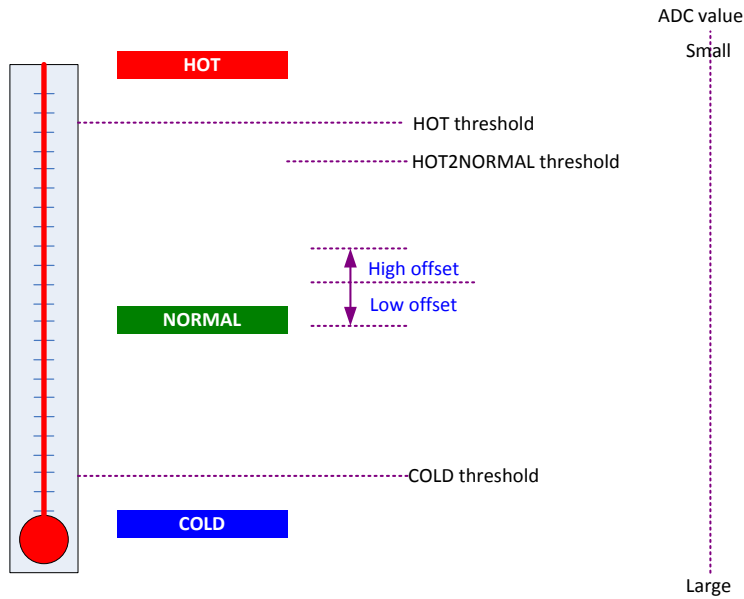 ADC value
Small
HOT
HOT threshold
HOT2NORMAL threshold
High offset
Low offset
NORMAL
COLD threshold
COLD
Large